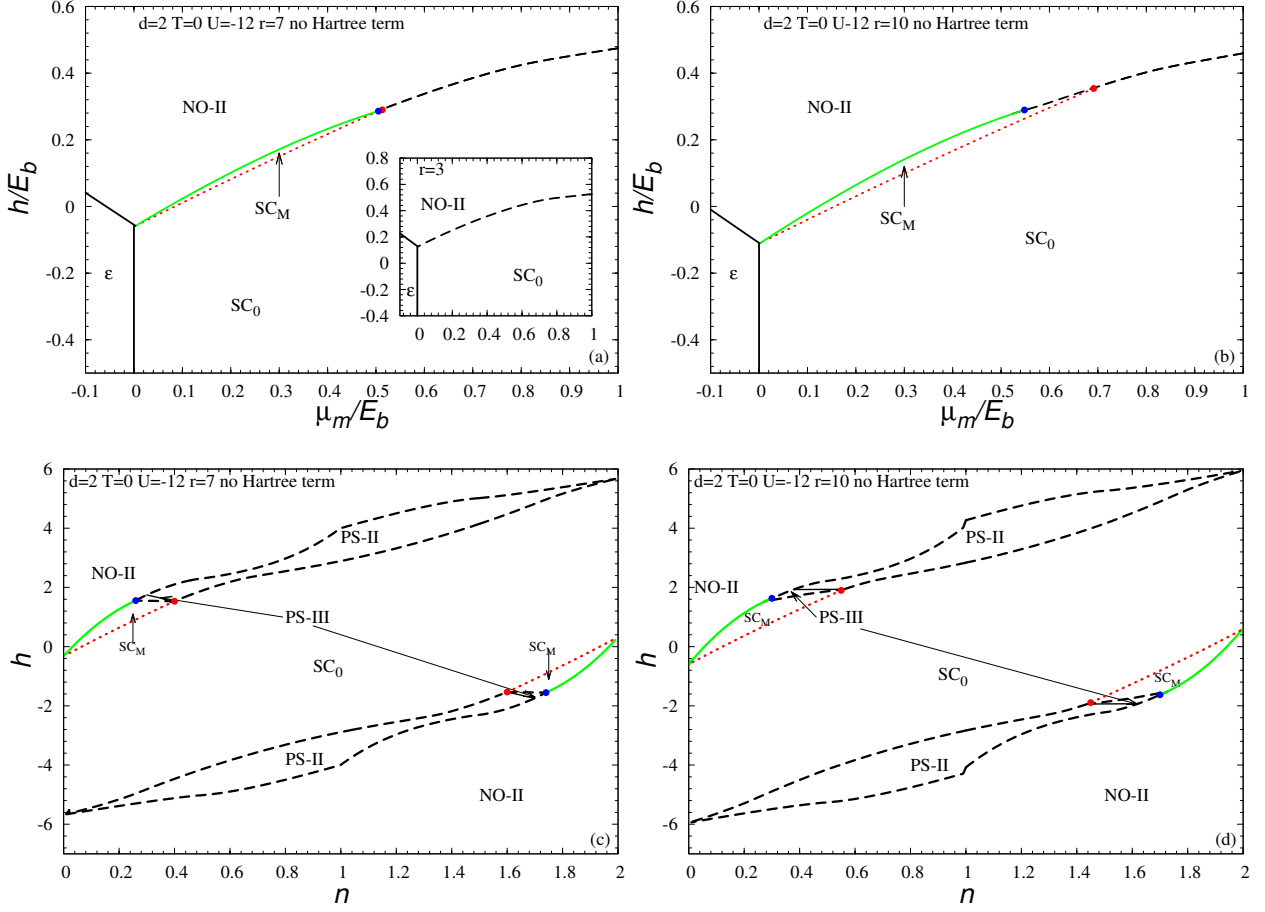 d=2 T=0 U=-12 r=7 no Hartree term
0.6
0.4
0.2
0
-0.2
-0.4
h/E_b
NO-II
SC_M
ε
SC_0
r=3
NO-II
0.8
0.6
0.4
0.2
0
-0.2
-0.4
ε
SC_0
0 0.2 0.4 0.6 0.8 1
(a)
-0.1 0 0.1 0.2 0.3 0.4 0.5 0.6 0.7 0.8 0.9 1
μ_m/E_b
d=2 T=0 U-12 r=10 no Hartree term
0.6
0.4
0.2
0
-0.2
-0.4
h/E_b
NO-II
SC_M
SC_0
ε
(b)
-0.1 0 0.1 0.2 0.3 0.4 0.5 0.6 0.7 0.8 0.9 1
μ_m/E_b
d=2 T=0 U=-12 r=7 no Hartree term
6
4
2
0
-2
-4
-6
h
PS-II
NO-II
PS-III
SC_M
SC_M
SC_0
PS-II
NO-II
(c)
0 0.2 0.4 0.6 0.8 1 1.2 1.4 1.6 1.8 2
n
d=2 T=0 U=-12 r=10 no Hartree term
6
4
2
0
-2
-4
-6
h
PS-II
NO-II
SC_M
PS-III
SC_0
SC_M
PS-II
NO-II
(d)
0 0.2 0.4 0.6 0.8 1 1.2 1.4 1.6 1.8 2
n